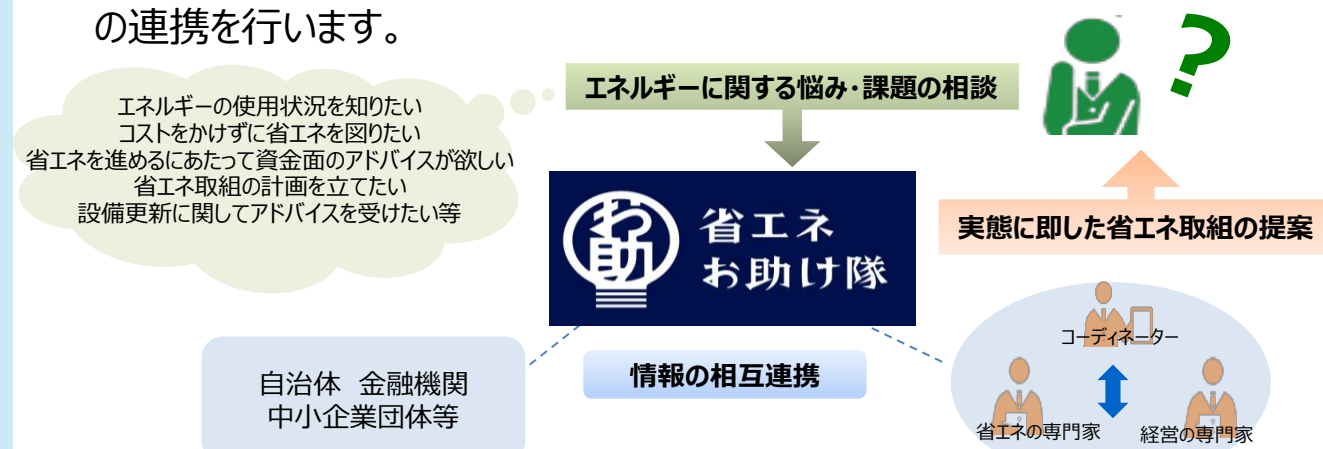 の連携を行います。
エネルギーに関する悩み・課題の相談
?
エネルギーの使用状況を知りたい
コストをかけずに省エネを図りたい
省エネを進めるにあたって資金面のアドバイスが欲しい
省エネ取組の計画を立てたい
設備更新に関してアドバイスを受けたい等
お助
省エネ
お助け隊
実態に即した省エネ取組の提案
情報の相互連携
自治体 金融機関
中小企業団体等
コーディネーター
省エネの専門家
経営の専門家